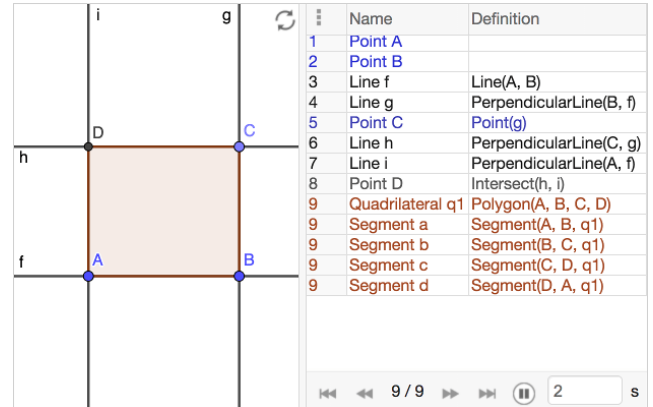 i
g
D
C
h
A
B
f
Name Definition
1 Point A
2 Point B
3 Line f Line(A, B)
4 Line g PerpendicularLine(B, f)
5 Point C Point(g)
6 Line h PerpendicularLine(C, g)
7 Line i PerpendicularLine(A, f)
8 Point D Intersect(h, i)
9 Quadrilateral q1 Polygon(A, B, C, D)
9 Segment a Segment(A, B, q1)
9 Segment b Segment(B, C, q1)
9 Segment c Segment(C, D, q1)
9 Segment d Segment(D, A, q1)
9 / 9 2 s